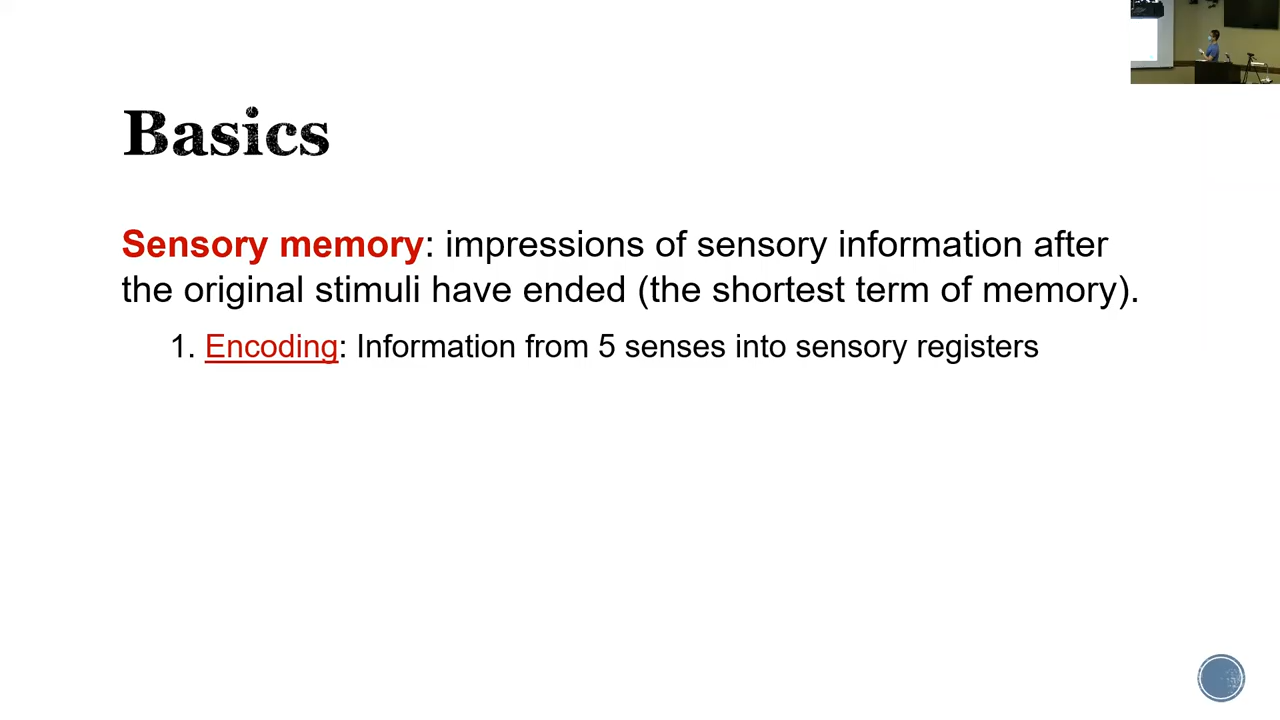 Basics
Sensory memory: impressions of sensory information after
the original stimuli have ended (the shortest term of memory).
1. Encoding: Information from 5 senses into sensory registers